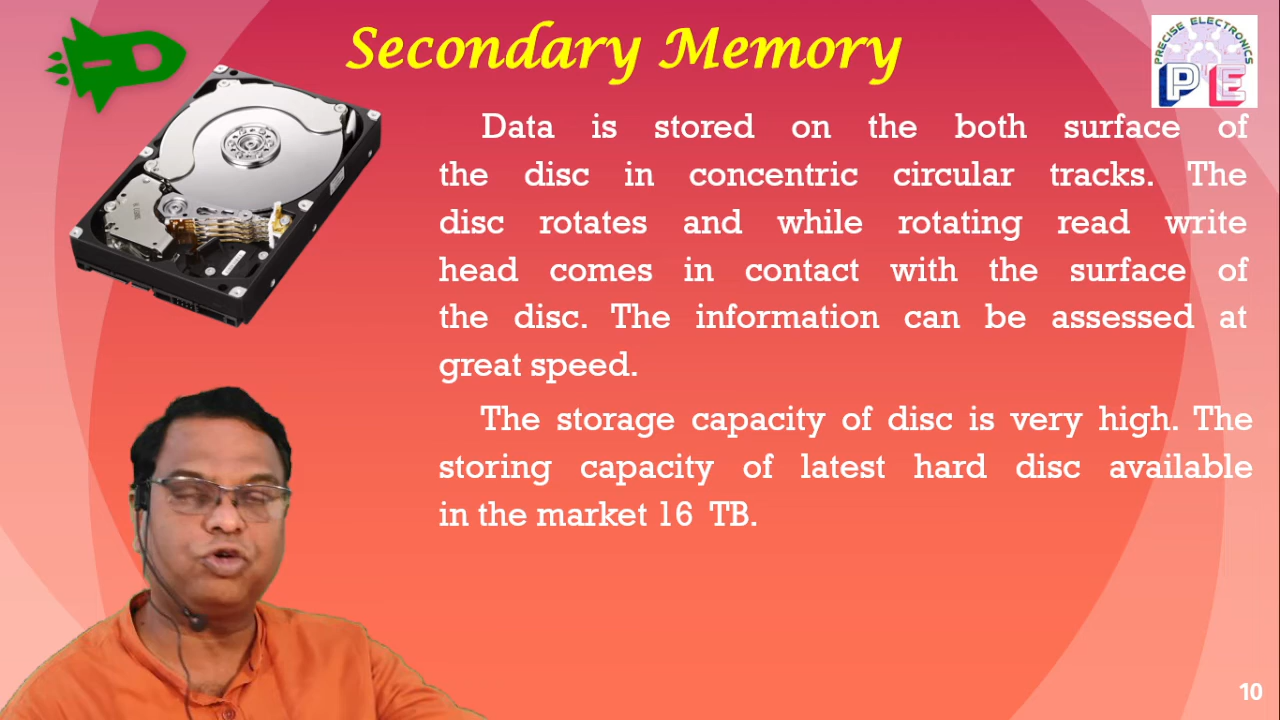 Secondary Memory
PRECISE ELECTRONICS
PE
Data is stored on the both surface of
the disc in concentric circular tracks. The
disc rotates and while rotating read write
head comes in contact with the surface of
the disc. The information can be assessed at
great speed.
The storage capacity of disc is very high. The
storing capacity of latest hard disc available
in the market 16 TB.
10